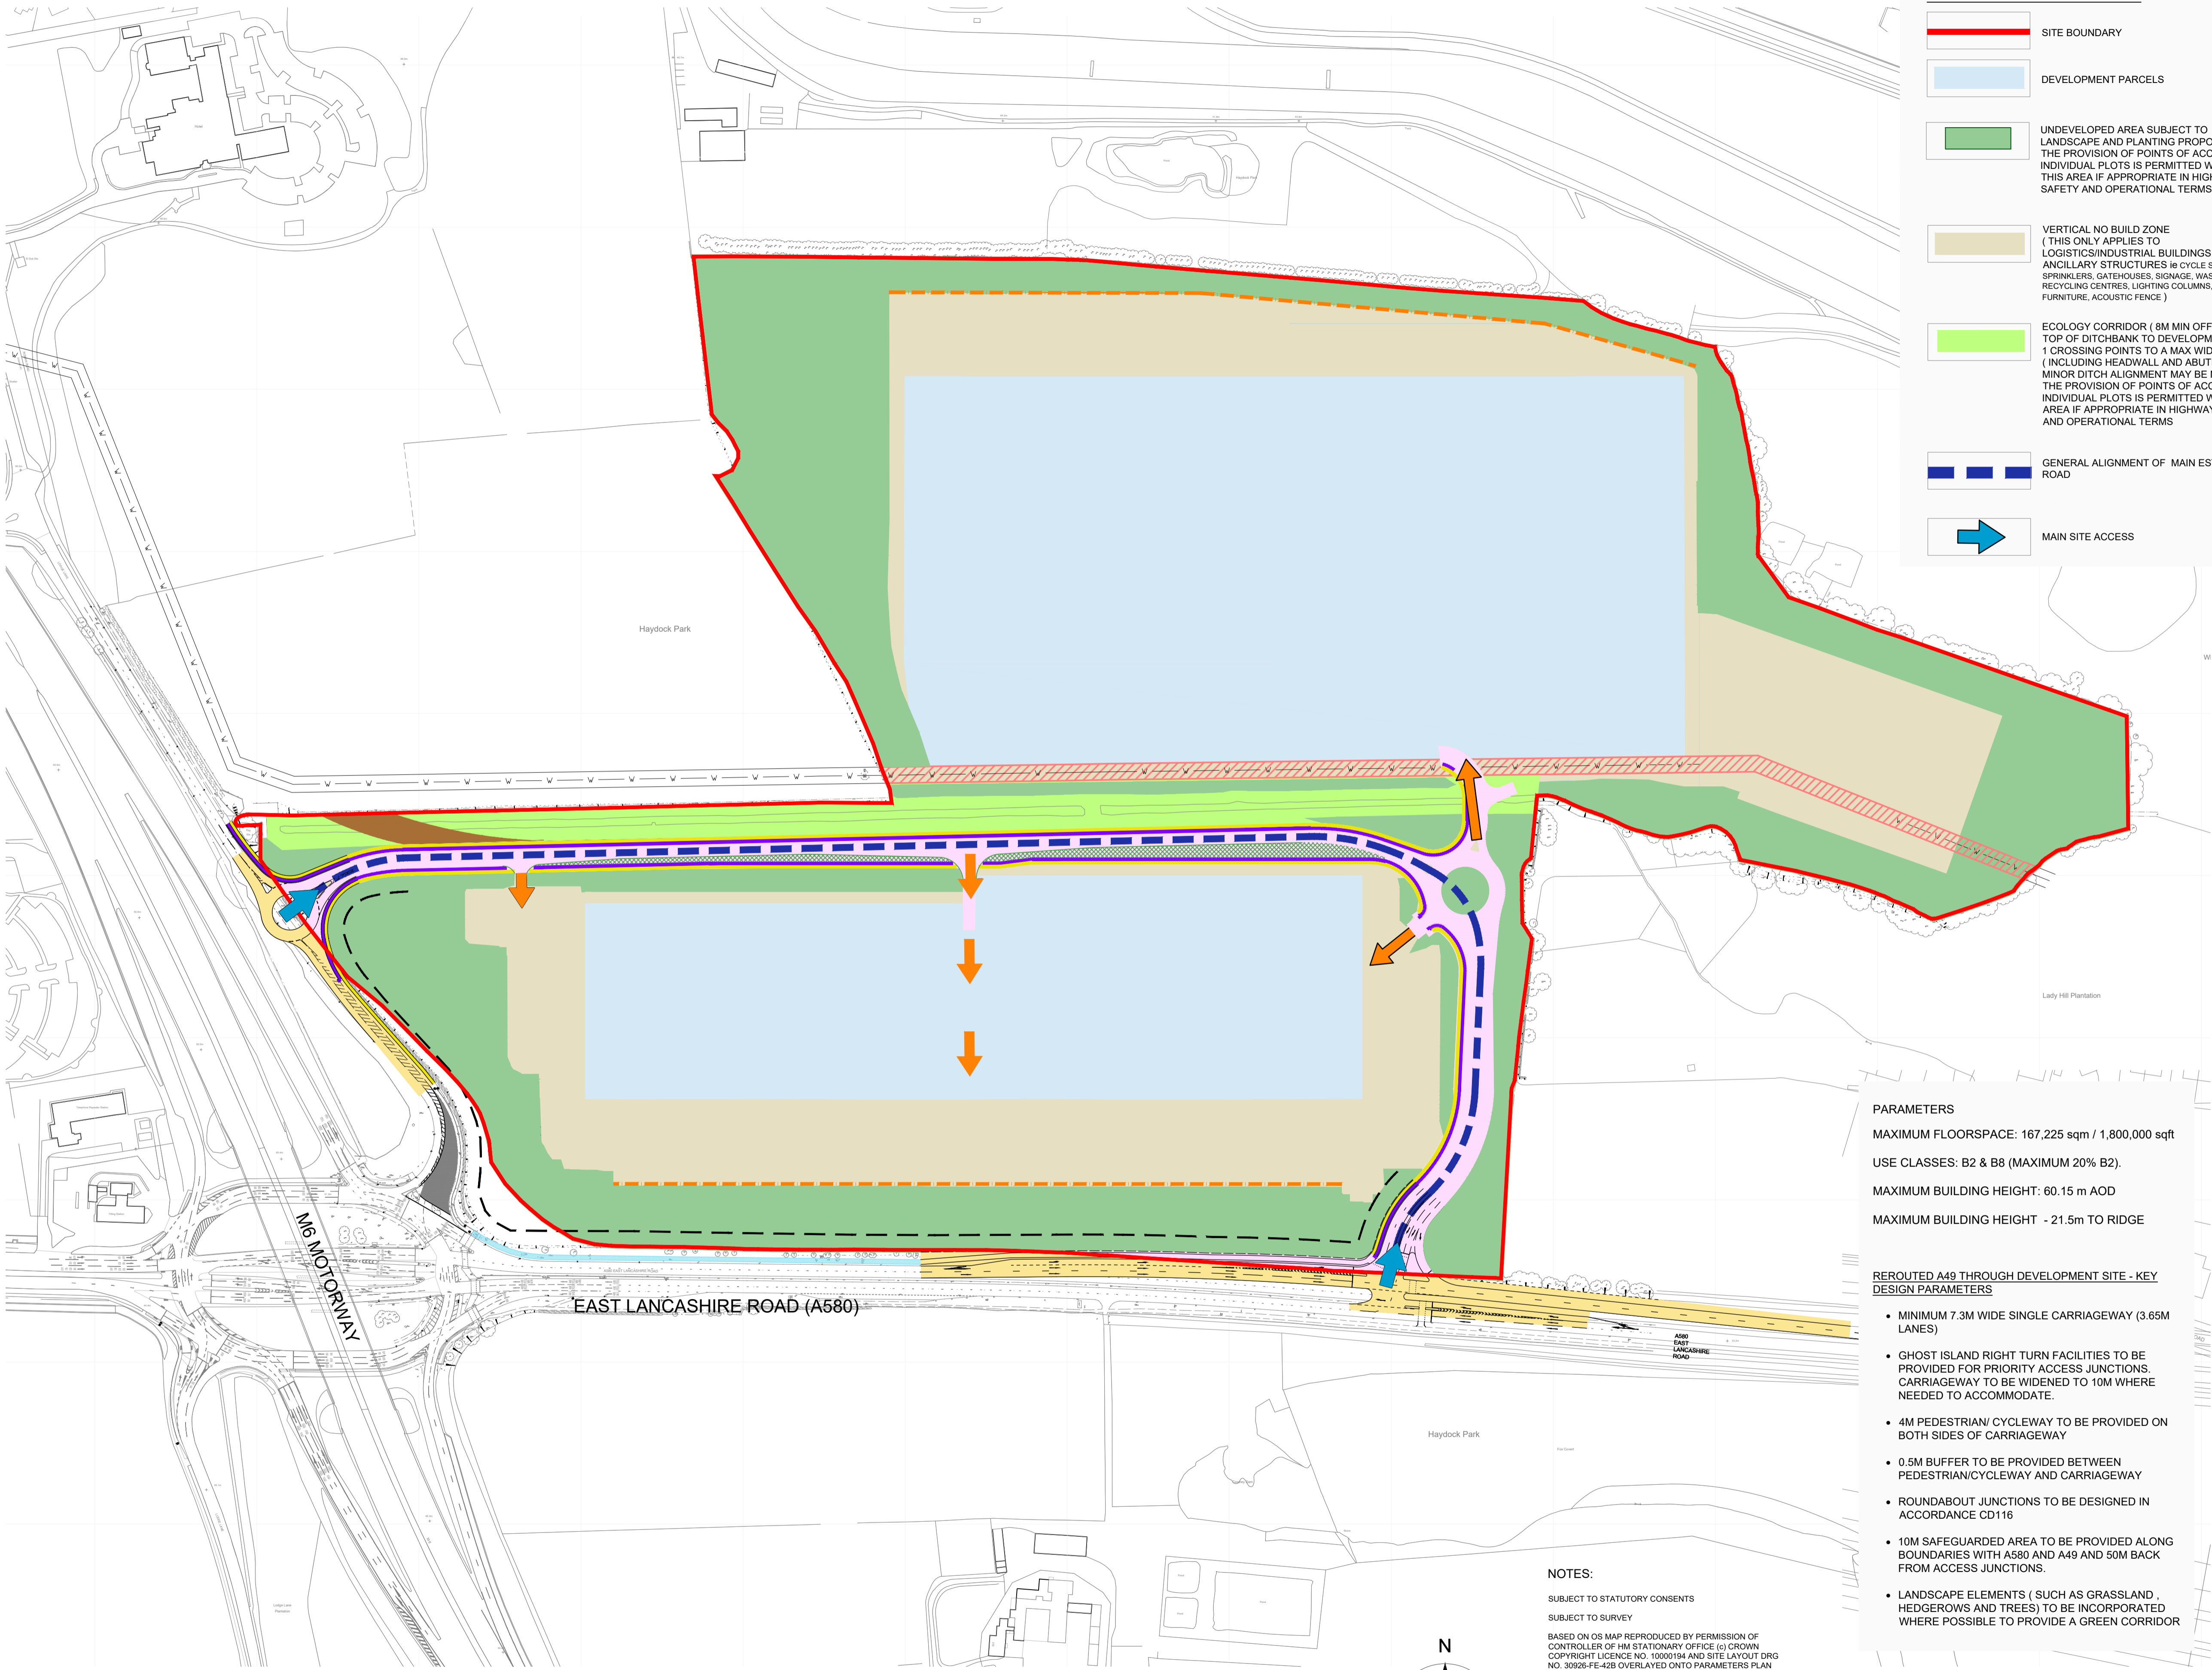 SITE BOUNDARY
DEVELOPMENT PARCELS
UNDEVELOPED AREA SUBJECT TO
LANDSCAPE AND PLANTING
THE PROVISION OF POINTS OF
INDIVIDUAL PLOTS IS PERMITTED
THIS AREA IF APPROPRIATE IN
SAFETY AND OPERATIONAL TERMS
VERTICAL NO BUILD ZONE
( THIS ONLY APPLIES TO
LOGISTICS/INDUSTRIAL BUILDINGS
ANCILLARY STRUCTURES ie CYCLE
SPRINKLERS, GATEHOUSES, SIGNAGE,
RECYCLING CENTRES, LIGHTING COLUMNS,
FURNITURE, ACOUSTIC FENCE )
ECOLOGY CORRIDOR ( 8M MIN
TOP OF DITCHBANK TO
1 CROSSING POINTS TO A MAX
( INCLUDING HEADWALL AND
MINOR DITCH ALIGNMENT MAY BE
THE PROVISION OF POINTS OF
INDIVIDUAL PLOTS IS PERMITTED
AREA IF APPROPRIATE IN
AND OPERATIONAL TERMS
GENERAL ALIGNMENT OF MAIN
ROAD
MAIN SITE ACCESS
Haydock Park
Haydock Park
Lady Hill Plantation
M6 MOTORWAY
EAST LANCASHIRE ROAD (A580)
A580
EAST
LANCASHIRE
ROAD
Haydock Park
PARAMETERS
MAXIMUM FLOORSPACE: 167,225 sqm / 1,800,000 sqft
USE CLASSES: B2 & B8 (MAXIMUM 20% B2).
MAXIMUM BUILDING HEIGHT: 60.15 m AOD
MAXIMUM BUILDING HEIGHT - 21.5m TO RIDGE
REROUTED A49 THROUGH DEVELOPMENT SITE - KEY
DESIGN PARAMETERS
• MINIMUM 7.3M WIDE SINGLE CARRIAGEWAY (3.65M
LANES)
• GHOST ISLAND RIGHT TURN FACILITIES TO BE
PROVIDED FOR PRIORITY ACCESS JUNCTIONS.
CARRIAGEWAY TO BE WIDENED TO 10M WHERE
NEEDED TO ACCOMMODATE.
• 4M PEDESTRIAN/ CYCLEWAY TO BE PROVIDED ON
BOTH SIDES OF CARRIAGEWAY
• 0.5M BUFFER TO BE PROVIDED BETWEEN
PEDESTRIAN/CYCLEWAY AND CARRIAGEWAY
• ROUNDABOUT JUNCTIONS TO BE DESIGNED IN
ACCORDANCE CD116
• 10M SAFEGUARDED AREA TO BE PROVIDED ALONG
BOUNDARIES WITH A580 AND A49 AND 50M BACK
FROM ACCESS JUNCTIONS.
• LANDSCAPE ELEMENTS ( SUCH AS GRASSLAND ,
HEDGEROWS AND TREES) TO BE INCORPORATED
WHERE POSSIBLE TO PROVIDE A GREEN CORRIDOR
NOTES:
SUBJECT TO STATUTORY CONSENTS
SUBJECT TO SURVEY
BASED ON OS MAP REPRODUCED BY PERMISSION OF
CONTROLLER OF HM STATIONARY OFFICE (c) CROWN
COPYRIGHT LICENCE NO. 10000194 AND SITE LAYOUT DRG
NO. 30926-FE-42B OVERLAYED ONTO PARAMETERS PLAN
N